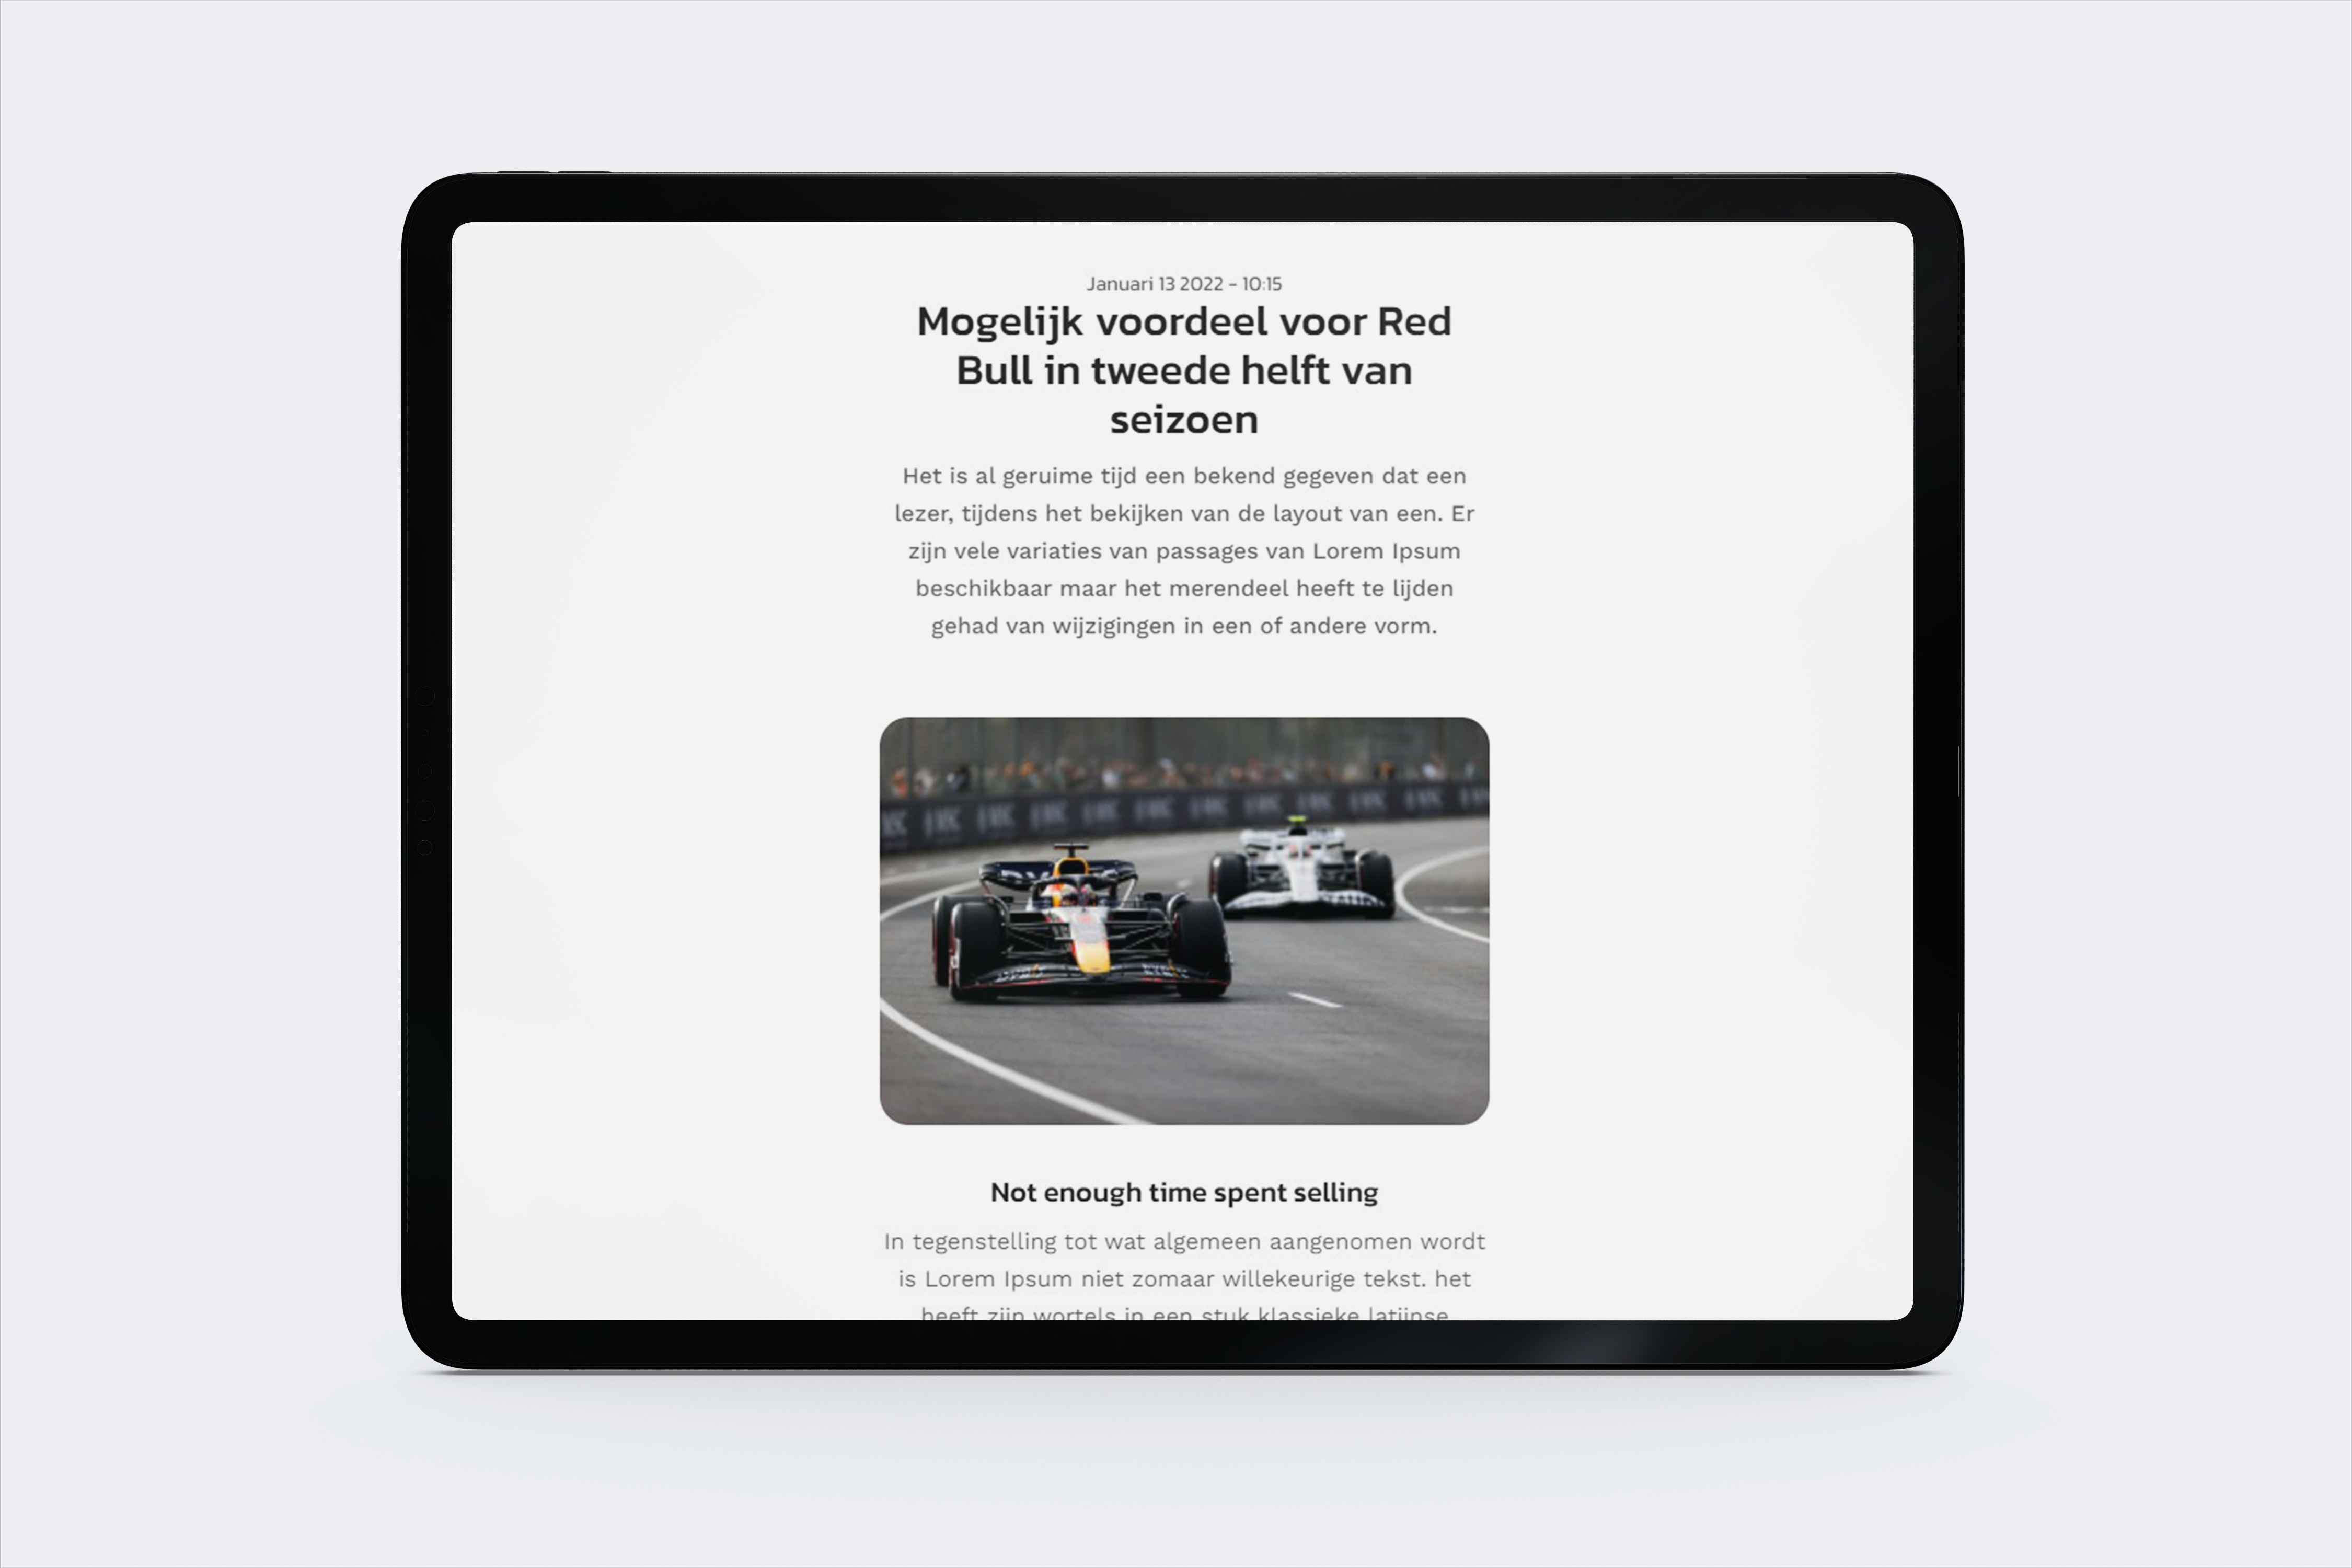 Januari 13 2022 - 10:15
Mogelijk voordeel voor Red
Bull in tweede helft van
seizoen
Het is al geruime tijd een bekend gegeven dat een
lezer, tijdens het bekijken van de layout van een. Er
zijn vele variaties van passages van Lorem Ipsum
beschikbaar maar het merendeel heeft te lijden
gehad van wijzigingen in een of andere vorm.
Not enough time spent selling
In tegenstelling tot wat algemeen aangenomen wordt
is Lorem Ipsum niet zomaar willekeurige tekst. het
heeft zijn wortels in een stuk klassieke latijnse